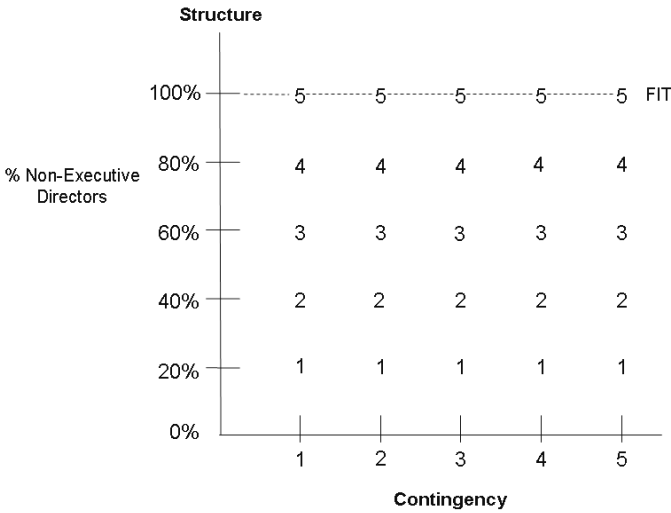 Structure
100% 5 5 5 5 5 FIT
% Non-Executive
Directors
80% 4 4 4 4 4
60% 3 3 3 3 3
40% 2 2 2 2 2
20% 1 1 1 1 1
0%
1 2 3 4 5
Contingency